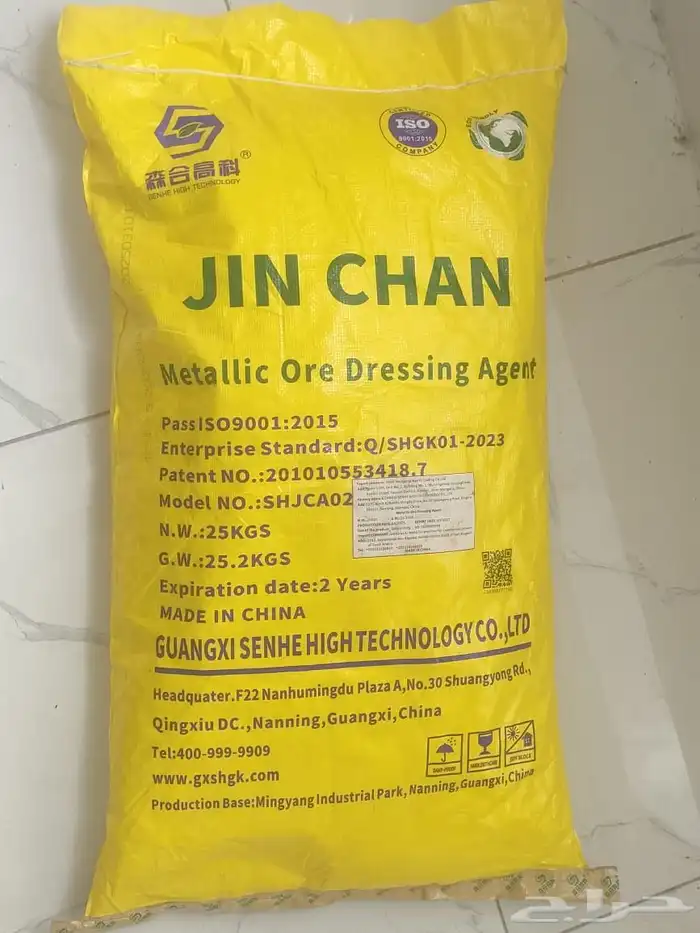 CERTIFIED
ISO
9001:2015
COMPANY
森合高科®
SENHE HIGH TECHNOLOGY
JIN CHAN
Metallic Ore Dressing Agent
Pass ISO9001:2015
Enterprise Standard:Q/SHGK01-2023
Patent NO.:201010553418.7
Model NO.:SHJCA02
N.W.:25KGS
G.W.:25.2KGS
Expiration date:2 Years
MADE IN CHINA
GUANGXI SENHE HIGH TECHNOLOGY CO.,LTD
Headquater.F22 Nanhumingdu Plaza A,No.30 Shuangyong Rd.,
Qingxiu DC.,Nanning,Guangxi,China
Tel:400-999-9909
www.gxshgk.com
Production Base:Mingyang Industrial Park, Nanning,Guangxi,China
حراج